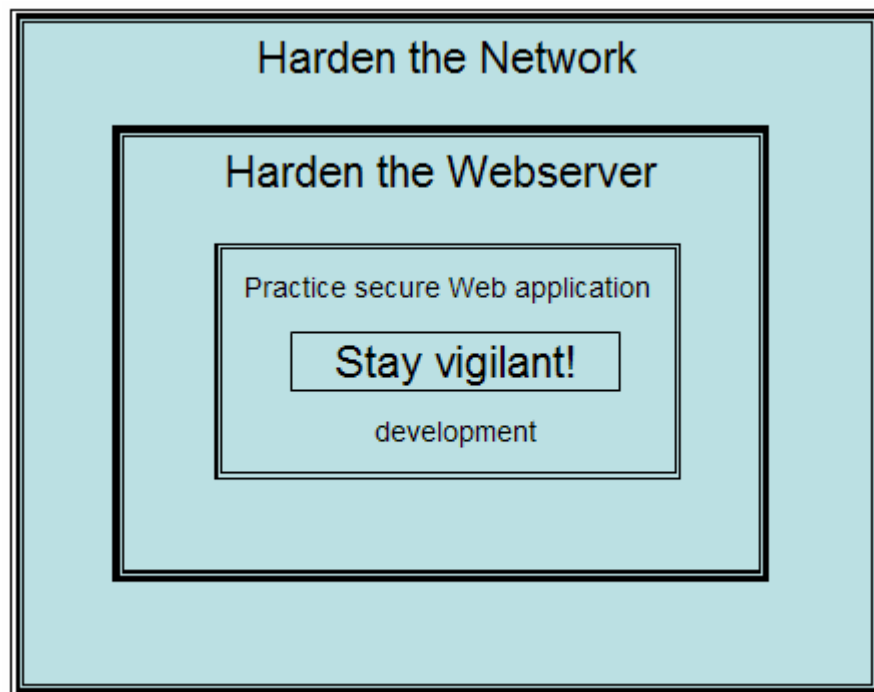 Harden the Network
Harden the Webserver
Practice secure Web application
Stay vigilant!
development